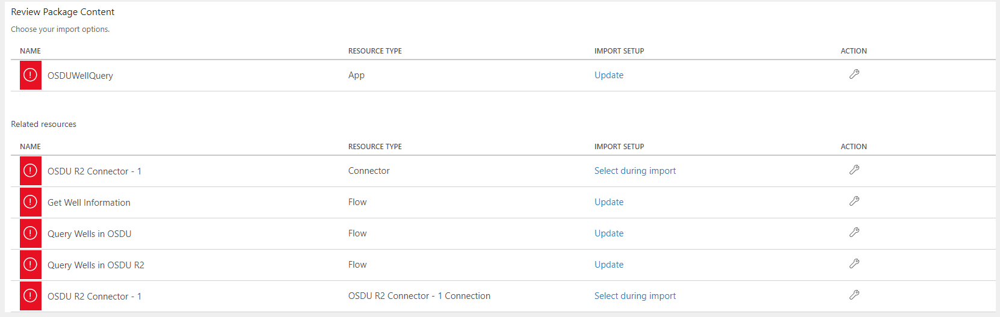 Review Package Content
Choose your import options.
NAME RESOURCE TYPE IMPORT SETUP ACTION
OSDUWellQuery App Update
Related resources
NAME RESOURCE TYPE IMPORT SETUP ACTION
OSDU R2 Connector - 1 Connector Select during import
Get Well Information Flow Update
Query Wells in OSDU Flow Update
Query Wells in OSDU R2 Flow Update
OSDU R2 Connector - 1 OSDU R2 Connector - 1 Connection Select during import